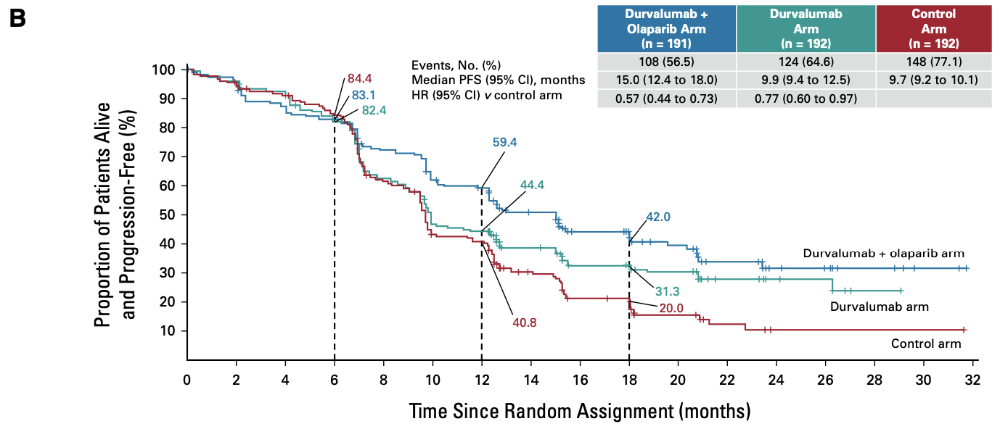 B
Durvalumab +
Olaparib Arm
(n = 191)
Durvalumab
Arm
(n = 192)
Control
Arm
(n = 192)
Events, No. (%) 108 (56.5) 124 (64.6) 148 (77.1)
Median PFS (95% CI), months 15.0 (12.4 to 18.0) 9.9 (9.4 to 12.5) 9.7 (9.2 to 10.1)
HR (95% CI) v control arm 0.57 (0.44 to 0.73) 0.77 (0.60 to 0.97)
Proportion of Patients Alive
and Progression-Free (%)
100
90
80
70
60
50
40
30
20
10
84.4
83.1
82.4
59.4
44.4
40.8
42.0
31.3
20.0
Durvalumab + olaparib arm
Durvalumab arm
Control arm
0 2 4 6 8 10 12 14 16 18 20 22 24 26 28 30 32
Time Since Random Assignment (months)